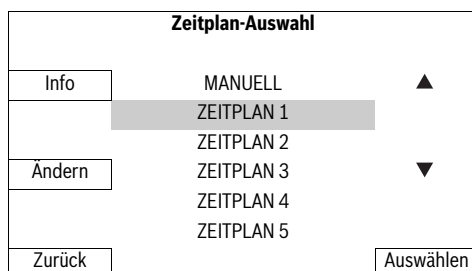 Zeitplan-Auswahl
Info MANUELL ▲
ZEITPLAN 1
ZEITPLAN 2
Ändern ZEITPLAN 3 ▼
ZEITPLAN 4
ZEITPLAN 5
Zurück Auswählen